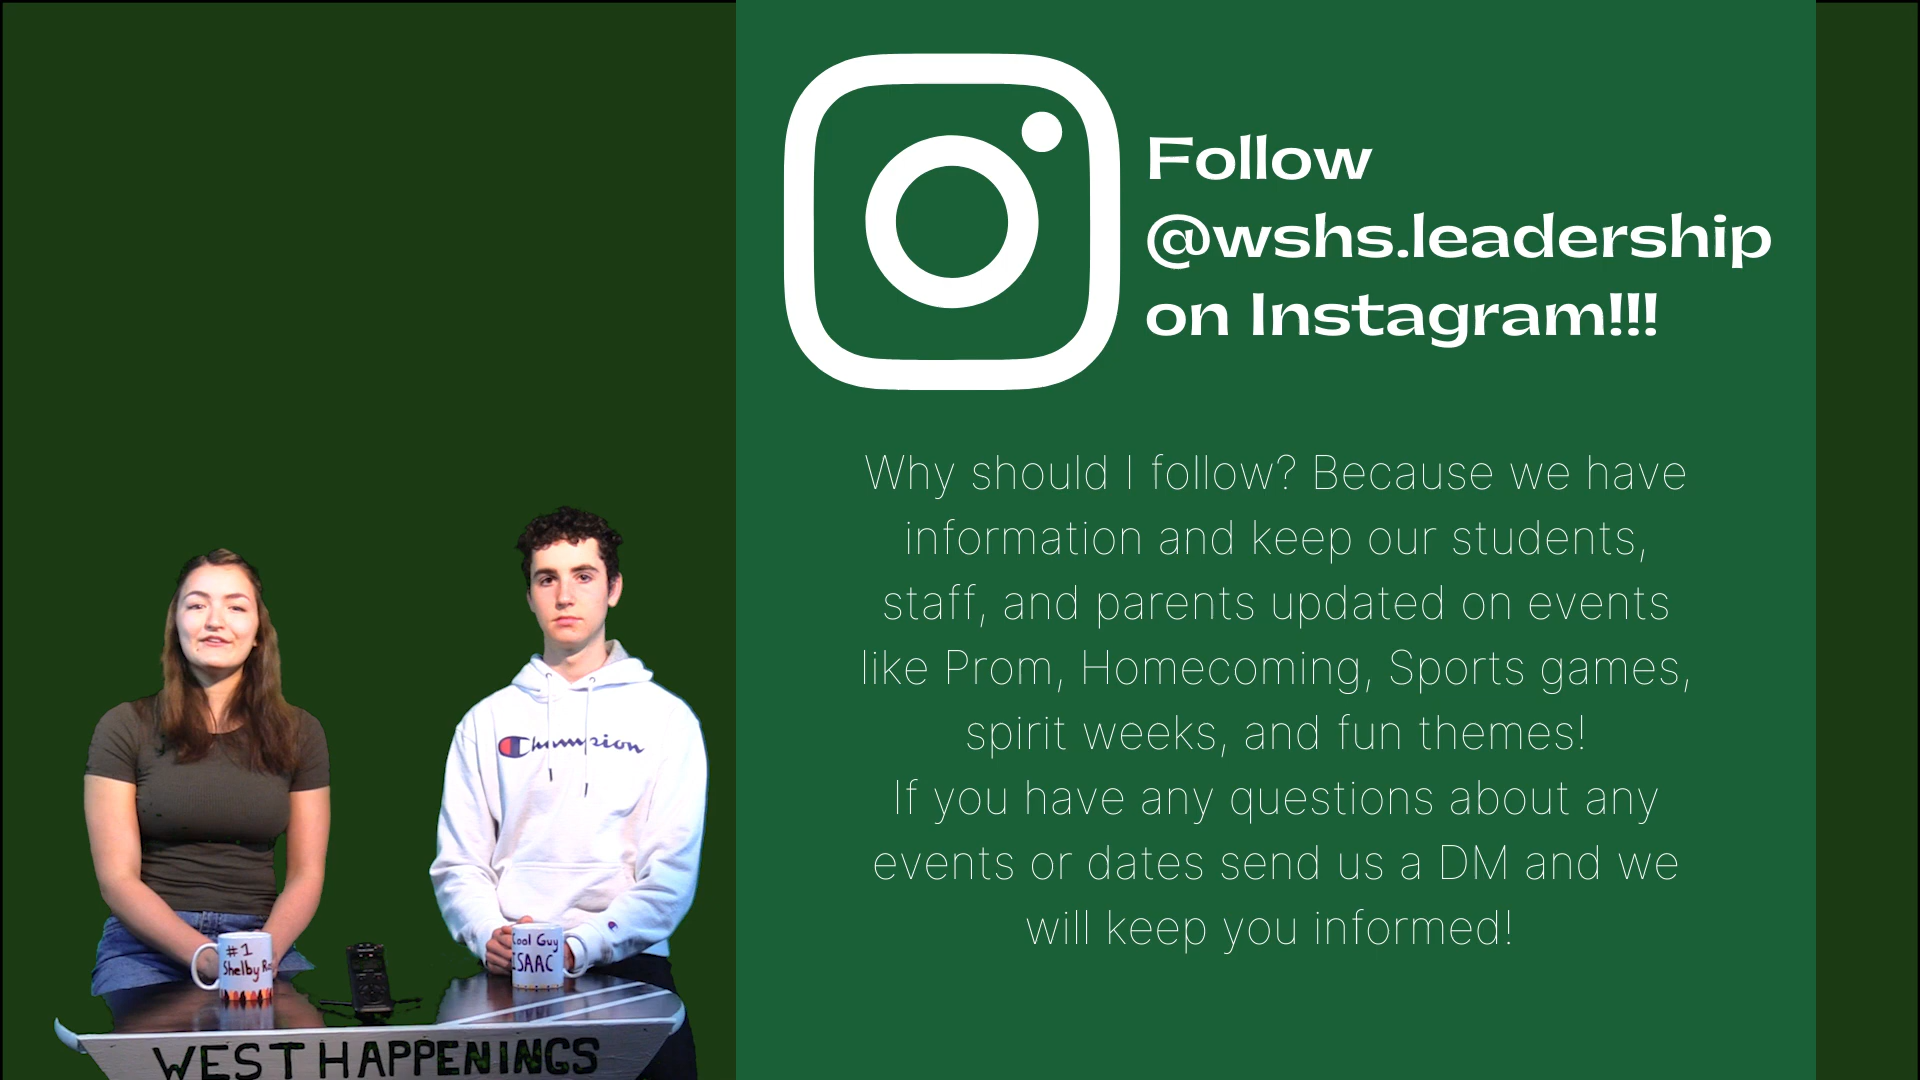 Follow
@wshs.leadership
on Instagram!!!
Why should I follow? Because we have
information and keep our students,
staff, and parents updated on events
like Prom, Homecoming, Sports games,
spirit weeks, and fun themes!
If you have any questions about any
events or dates send us a DM and we
will keep you informed!
Champion
#1
Shelby
Cool Guy
ISAAC
WEST HAPPENINGS